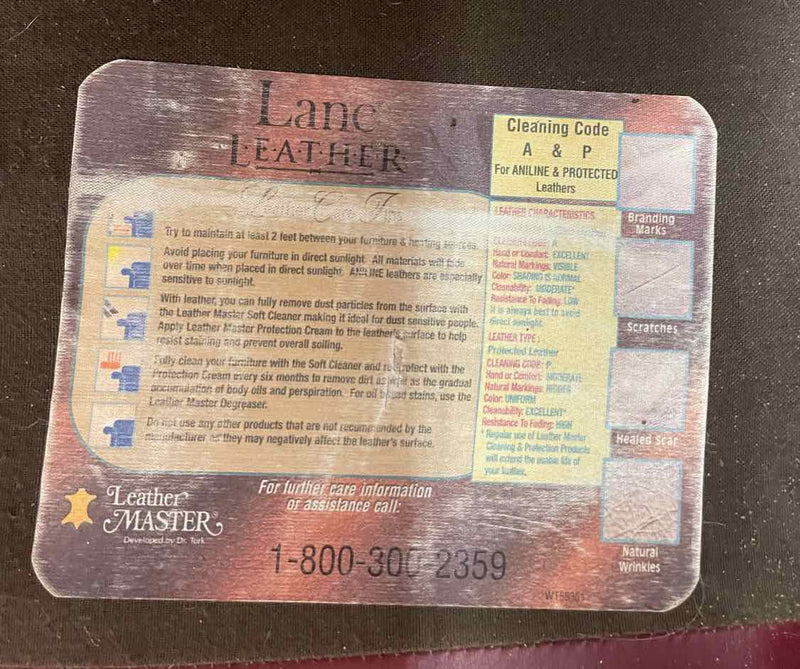 Lane
LEATHER
Leather Care Tips
Try to maintain at least 2 feet between your furniture & heating sources.
Avoid placing your furniture in direct sunlight. All materials will fade
over time when placed in direct sunlight. ANILINE leathers are especially
sensitive to sunlight.
With leather, you can fully remove dust particles from the surface with
the Leather Master Soft Cleaner making it ideal for dust sensitive people.
Apply Leather Master Protection Cream to the leather's surface to help
resist staining and prevent overall soiling.
Fully clean your furniture with the Soft Cleaner and reprotect with the
Protection Cream every six months to remove dirt as well as the gradual
accumulation of body oils and perspiration. For oil based stains, use the
Leather Master Degreaser.
Do not use any other products that are not recommended by the
manufacturer as they may negatively affect the leather's surface.
Cleaning Code
A & P
For ANILINE & PROTECTED
Leathers
LEATHER CHARACTERISTICS
CLEANING CODE: A
Hand or Comfort: EXCELLENT
Natural Markings: VISIBLE
Color: SHADING IS NORMAL
Cleanability: MODERATE*
Resistance To Fading: LOW
It is always best to avoid
direct sunlight.
LEATHER TYPE:
Protected Leather
CLEANING CODE: P
Hand or Comfort: MODERATE
Natural Markings: HIDDEN
Color: UNIFORM
Cleanability: EXCELLENT*
Resistance To Fading: HIGH
* Regular use of Leather Master
Cleaning & Protection Products
will extend the usable life of
your leather.
Branding
Marks
Scratches
Healed Scar
Natural
Wrinkles
Leather
MASTER
Developed by Dr. Tork
For further care information
or assistance call:
1-800-300-2359